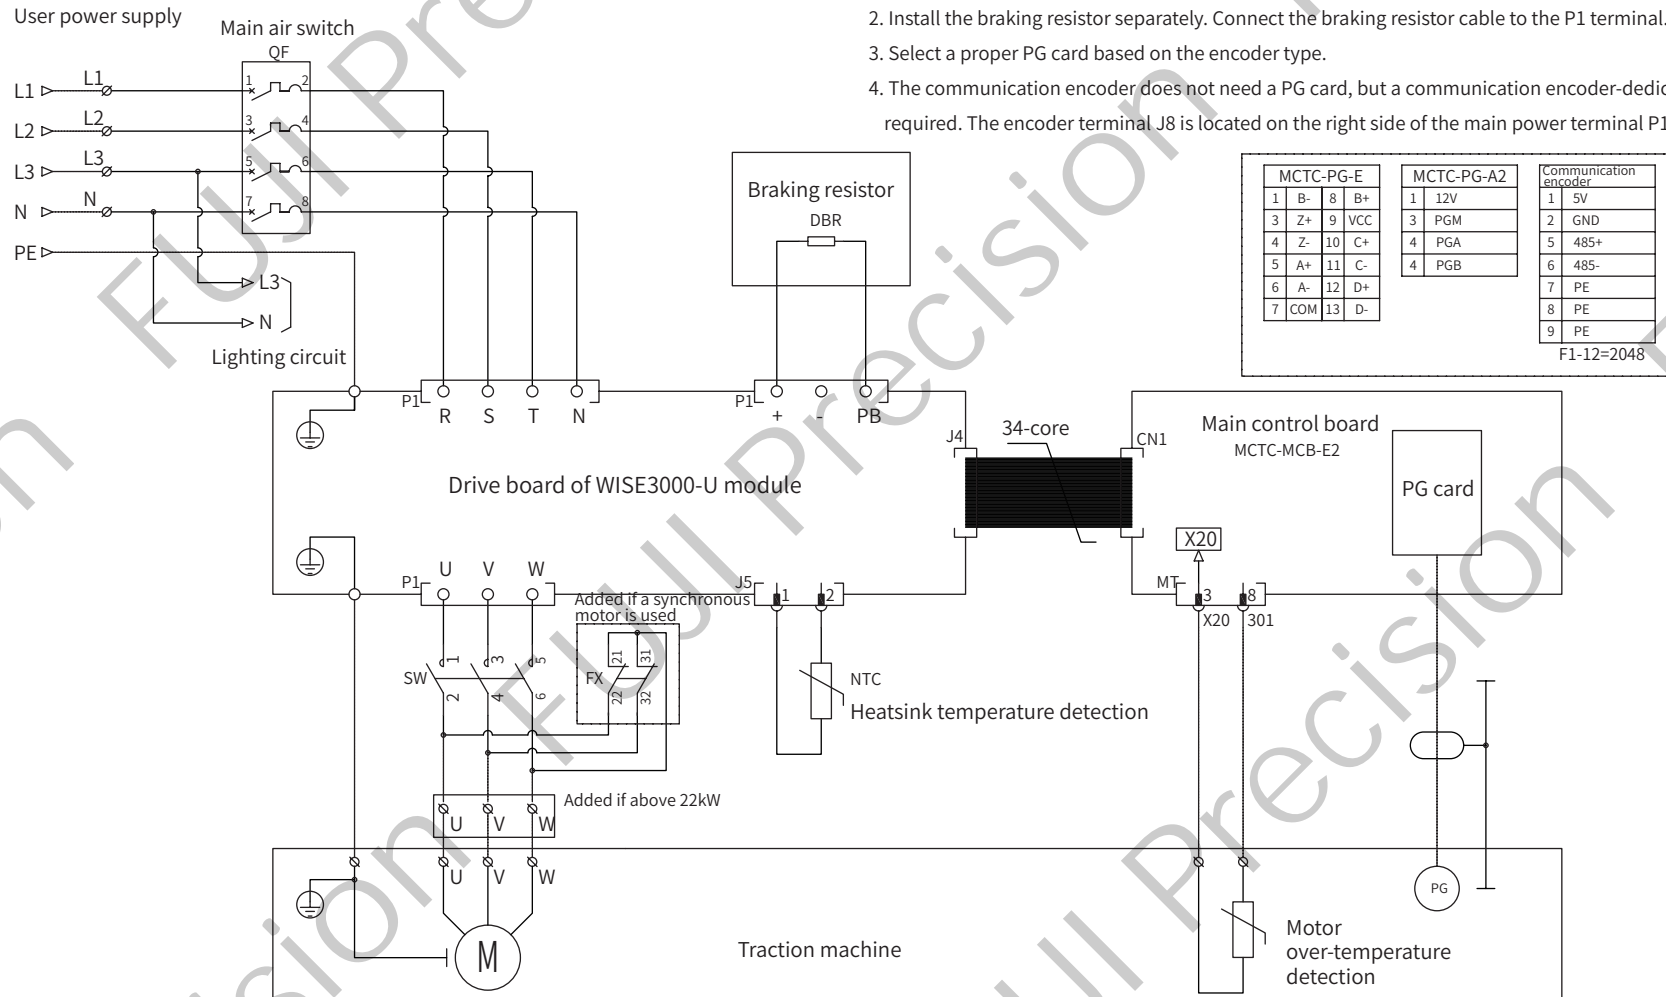 User power supply
Main air switch
QF
L1 L1 1 2
L2 L2 3 4
L3 L3 5 6
N N 7 8
PE
L3
N
Lighting circuit
2. Install the braking resistor separately. Connect the braking resistor cable to the P1 terminal.
3. Select a proper PG card based on the encoder type.
4. The communication encoder does not need a PG card, but a communication encoder-dedic
required. The encoder terminal J8 is located on the right side of the main power terminal P1
Braking resistor
DBR
MCTC-PG-E
1 B- 8 B+
3 Z+ 9 VCC
4 Z- 10 C+
5 A+ 11 C-
6 A- 12 D+
7 COM 13 D-
MCTC-PG-A2
1 12V
3 PGM
4 PGA
4 PGB
Communication
encoder
1 5V
2 GND
5 485+
6 485-
7 PE
8 PE
9 PE
F1-12=2048
P1
R S T N
P1
+ - PB
J4
34-core
CN1
Main control board
MCTC-MCB-E2
PG card
Drive board of WISE3000-U module
X20
P1
U V W
J5
1 2
MT
3 8
X20 301
Added if a synchronous
motor is used
SW
1 3 5
2 4 6
FX
21 31
22 32
NTC
Heatsink temperature detection
Added if above 22kW
U V W
U V W
M
Traction machine
PG
Motor
over-temperature
detection
FUJI Precision
FUJI Precision
FUJI Precision